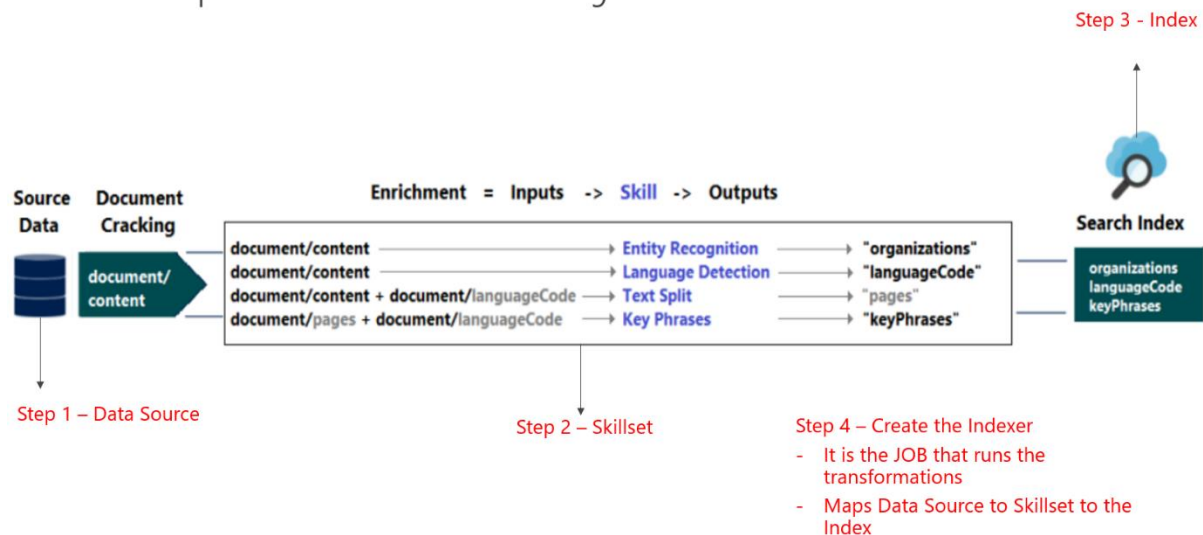 Step 3 - Index
Enrichment = Inputs -> Skill -> Outputs
Source
Data
Document
Cracking
document/
content
document/content → Entity Recognition → "organizations"
document/content → Language Detection → "languageCode"
document/content + document/languageCode → Text Split → "pages"
document/pages + document/languageCode → Key Phrases → "keyPhrases"
Search Index
organizations
languageCode
keyPhrases
Step 1 – Data Source
Step 2 – Skillset
Step 4 – Create the Indexer
- It is the JOB that runs the
transformations
- Maps Data Source to Skillset to the
Index